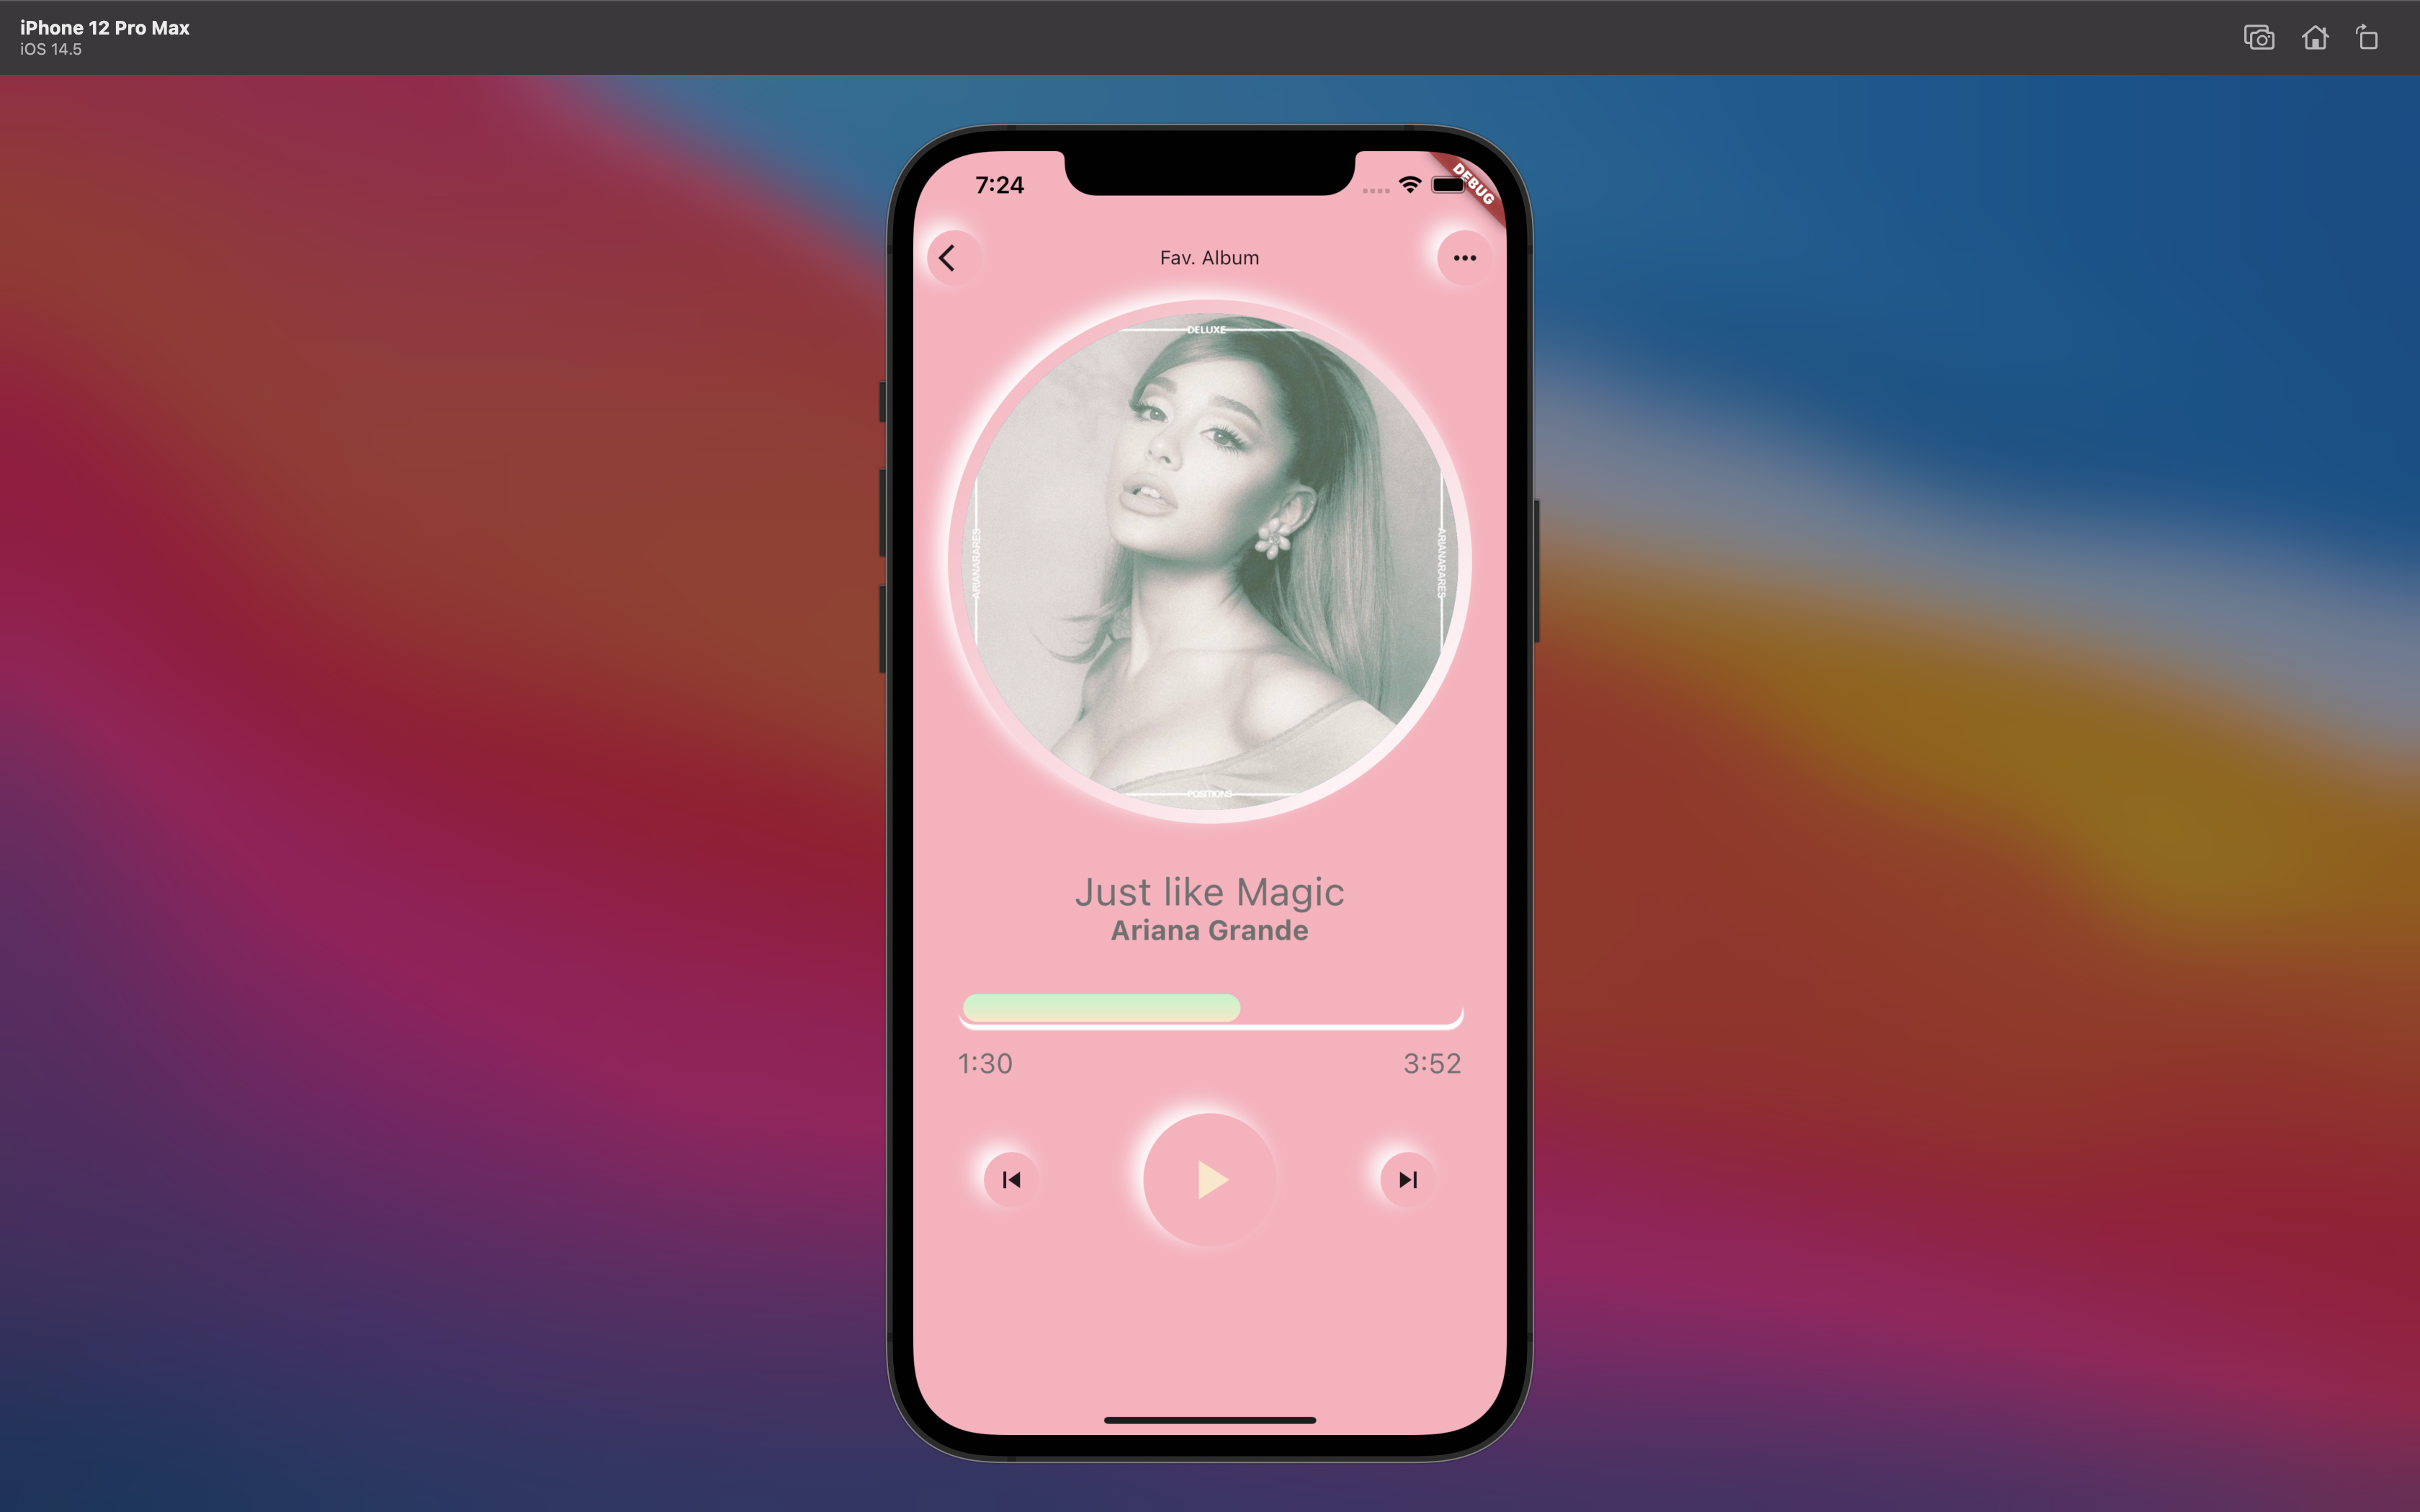 iPhone 12 Pro Max
iOS 14.5
7:24
DEBUG
Fav. Album
DELUXE
ARIANARARES
ARIANARARES
POSITIONS
Just like Magic
Ariana Grande
1:30
3:52